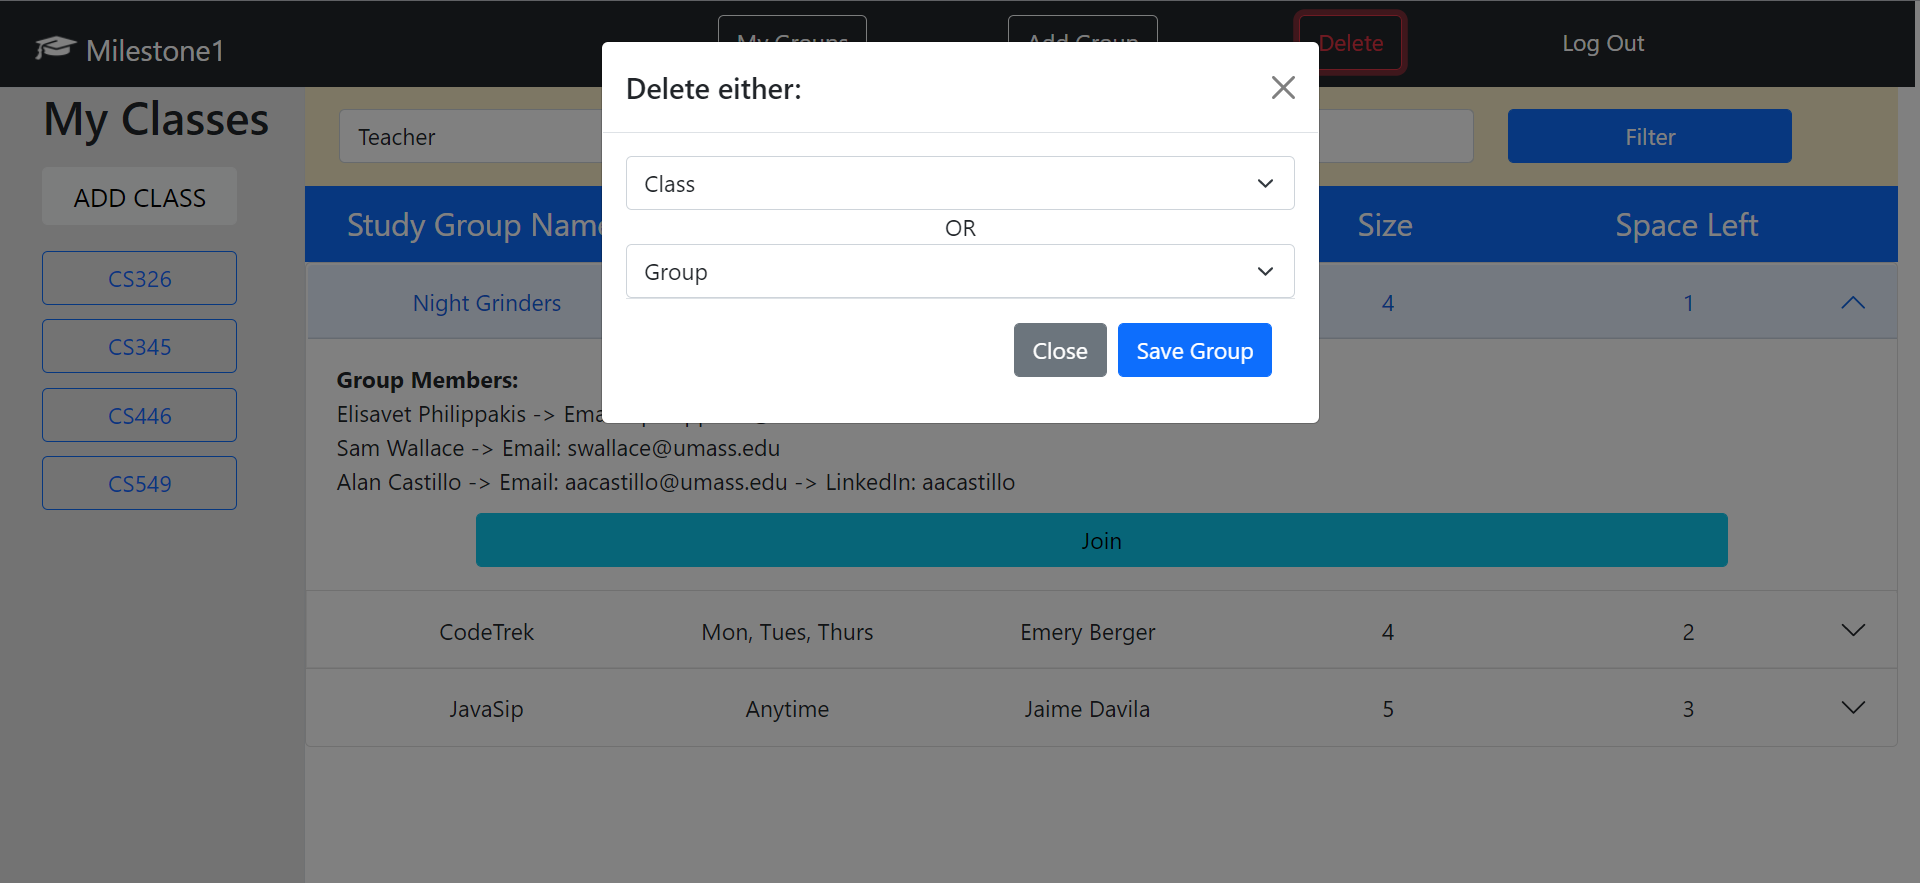 Milestone1
My Groups
Add Group
Delete
Log Out
My Classes
ADD CLASS
CS326
CS345
CS446
CS549
Delete either:
Class
OR
Group
Close
Save Group
Teacher
Filter
Study Group Name
Size
Space Left
Night Grinders
4
1
Group Members:
Elisavet Philippakis -> Ema
Sam Wallace -> Email: swallace@umass.edu
Alan Castillo -> Email: aacastillo@umass.edu -> LinkedIn: aacastillo
Join
CodeTrek Mon, Tues, Thurs Emery Berger 4 2
JavaSip Anytime Jaime Davila 5 3